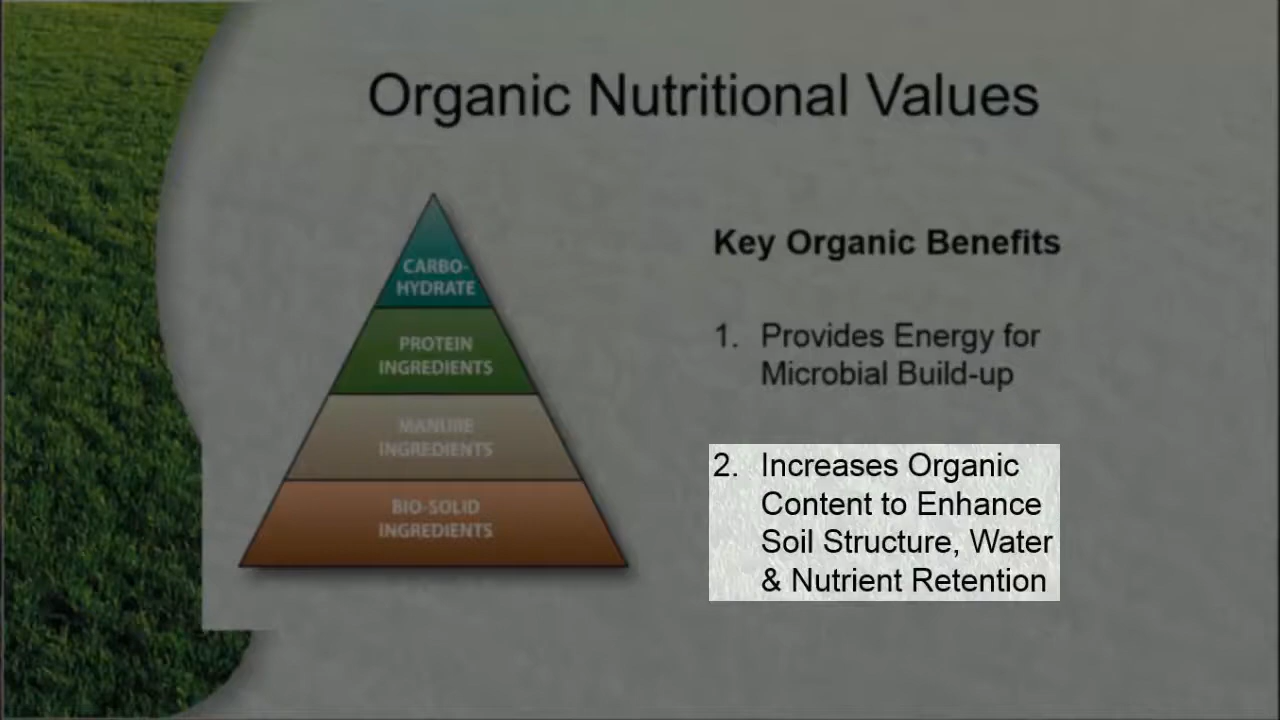 Organic Nutritional Values
CARBO-
HYDRATE
PROTEIN
INGREDIENTS
MANURE
INGREDIENTS
BIO-SOLID
INGREDIENTS
Key Organic Benefits
1. Provides Energy for
Microbial Build-up
2. Increases Organic
Content to Enhance
Soil Structure, Water
& Nutrient Retention